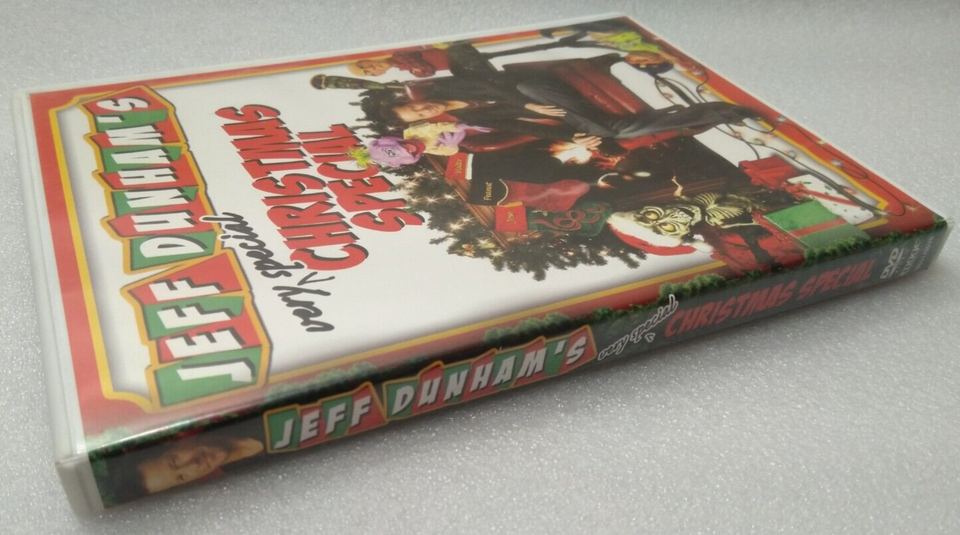 JEFF DUNHAM'S
very special
CHRISTMAS
SPECIAL
JEFF DUNHAM'S
very special
CHRISTMAS SPECIAL
DVD